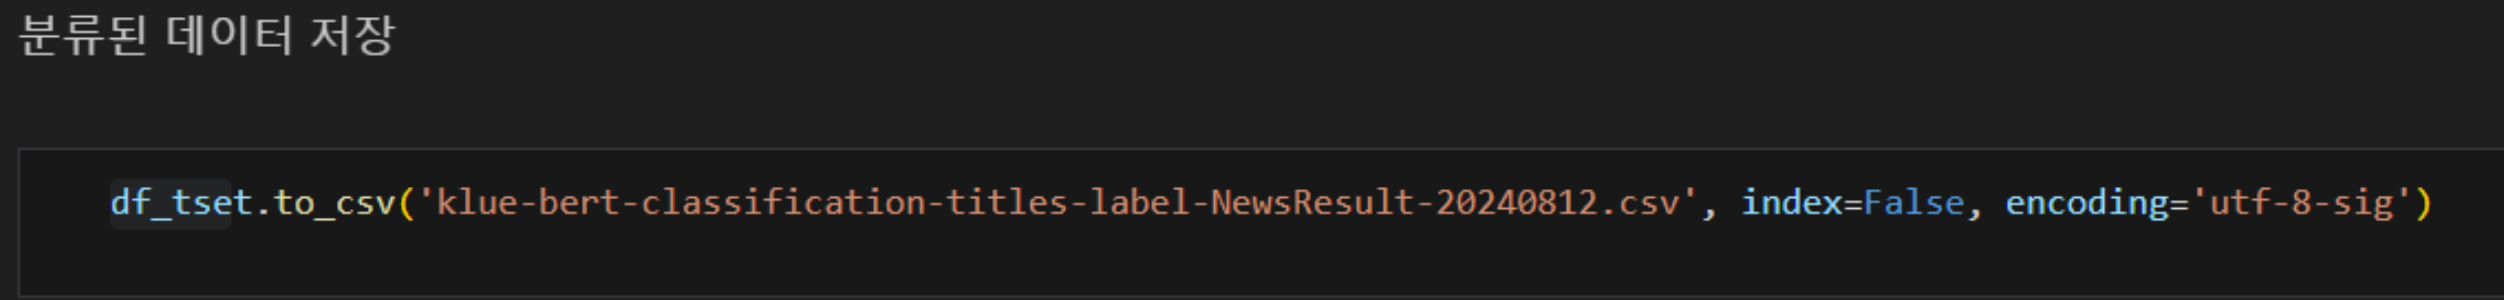 분류된 데이터 저장
df_tset.to_csv('klue-bert-classification-titles-label-NewsResult-20240812.csv', index=False, encoding='utf-8-sig')